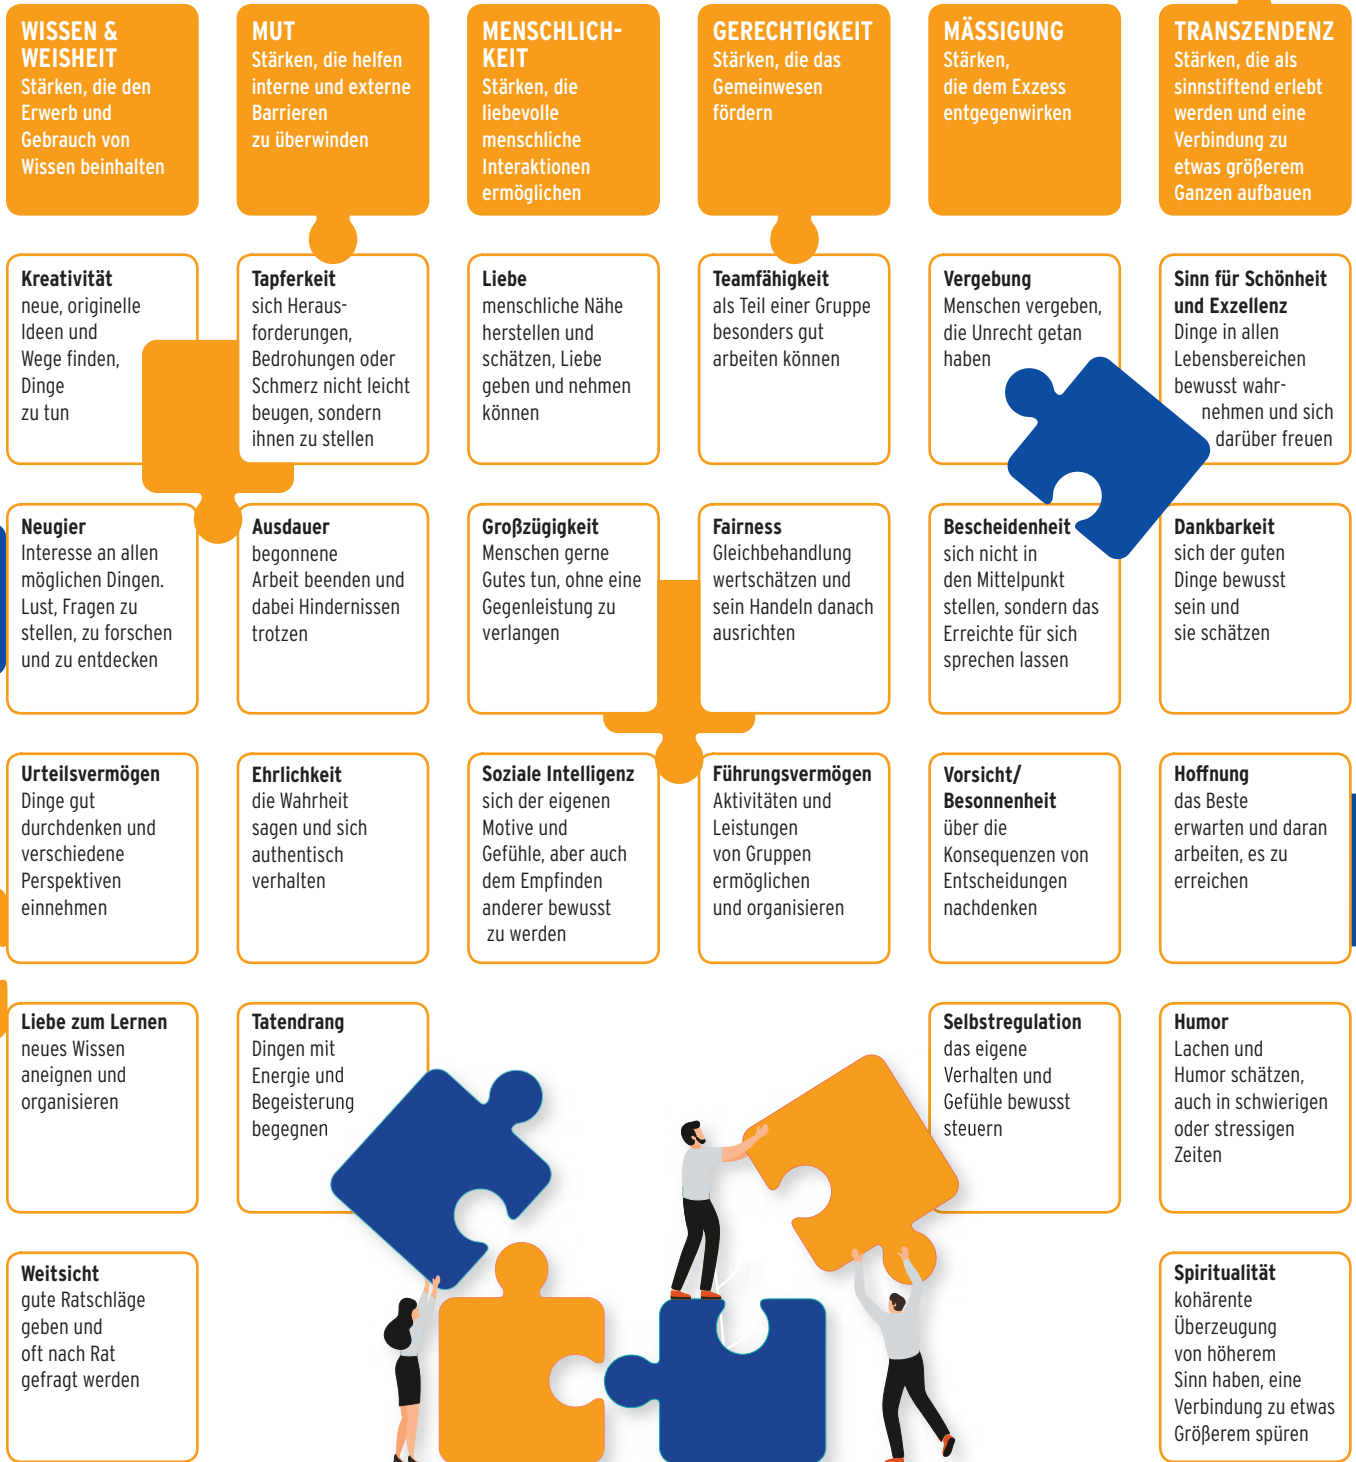 WISSEN &
WEISHEIT
Stärken, die den
Erwerb und
Gebrauch von
Wissen beinhalten
MUT
Stärken, die helfen
interne und externe
Barrieren
zu überwinden
MENSCHLICH-
KEIT
Stärken, die
liebevolle
menschliche
Interaktionen
ermöglichen
GERECHTIGKEIT
Stärken, die das
Gemeinwesen
fördern
MÄSSIGUNG
Stärken,
die dem Exzess
entgegenwirken
TRANSZENDENZ
Stärken, die als
sinnstiftend erlebt
werden und eine
Verbindung zu
etwas größerem
Ganzen aufbauen
Kreativität
neue, originelle
Ideen und
Wege finden,
Dinge
zu tun
Tapferkeit
sich Heraus-
forderungen,
Bedrohungen oder
Schmerz nicht leicht
beugen, sondern
ihnen zu stellen
Liebe
menschliche Nähe
herstellen und
schätzen, Liebe
geben und nehmen
können
Teamfähigkeit
als Teil einer Gruppe
besonders gut
arbeiten können
Vergebung
Menschen vergeben,
die Unrecht getan
haben
Sinn für Schönheit
und Exzellenz
Dinge in allen
Lebensbereichen
bewusst wahr-
nehmen und sich
darüber freuen
Neugier
Interesse an allen
möglichen Dingen.
Lust, Fragen zu
stellen, zu forschen
und zu entdecken
Ausdauer
begonnene
Arbeit beenden und
dabei Hindernissen
trotzen
Großzügigkeit
Menschen gerne
Gutes tun, ohne eine
Gegenleistung zu
verlangen
Fairness
Gleichbehandlung
wertschätzen und
sein Handeln danach
ausrichten
Bescheidenheit
sich nicht in
den Mittelpunkt
stellen, sondern das
Erreichte für sich
sprechen lassen
Dankbarkeit
sich der guten
Dinge bewusst
sein und
sie schätzen
Urteilsvermögen
Dinge gut
durchdenken und
verschiedene
Perspektiven
einnehmen
Ehrlichkeit
die Wahrheit
sagen und sich
authentisch
verhalten
Soziale Intelligenz
sich der eigenen
Motive und
Gefühle, aber auch
dem Empfinden
anderer bewusst
zu werden
Führungsvermögen
Aktivitäten und
Leistungen
von Gruppen
ermöglichen
und organisieren
Vorsicht/
Besonnenheit
über die
Konsequenzen von
Entscheidungen
nachdenken
Hoffnung
das Beste
erwarten und daran
arbeiten, es zu
erreichen
Liebe zum Lernen
neues Wissen
aneignen und
organisieren
Tatendrang
Dingen mit
Energie und
Begeisterung
begegnen
Selbstregulation
das eigene
Verhalten und
Gefühle bewusst
steuern
Humor
Lachen und
Humor schätzen,
auch in schwierigen
oder stressigen
Zeiten
Weitsicht
gute Ratschläge
geben und
oft nach Rat
gefragt werden
Spiritualität
kohärente
Überzeugung
von höherem
Sinn haben, eine
Verbindung zu etwas
Größerem spüren